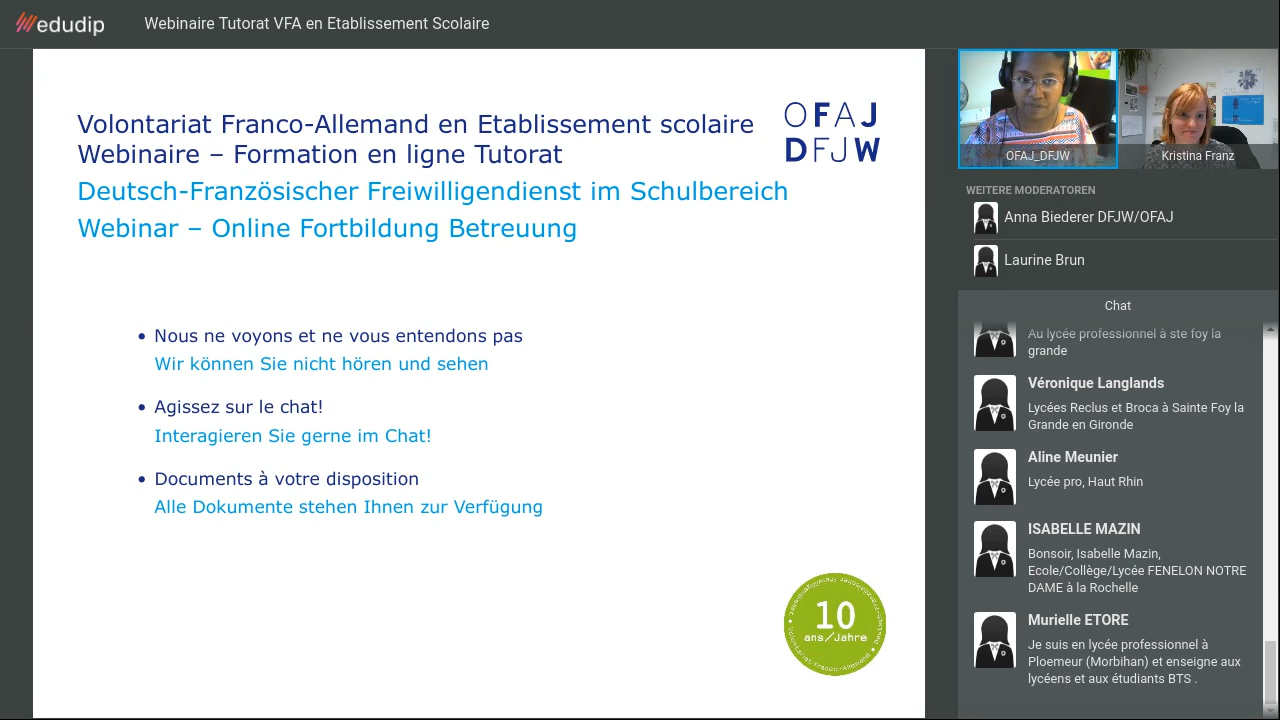 edudip
Webinaire Tutorat VFA en Etablissement Scolaire
Volontariat Franco-Allemand en Etablissement scolaire
Webinaire – Formation en ligne Tutorat
Deutsch-Französischer Freiwilligendienst im Schulbereich
Webinar – Online Fortbildung Betreuung
OFAJ
DFJW
• Nous ne voyons et ne vous entendons pas
Wir können Sie nicht hören und sehen
• Agissez sur le chat!
Interagieren Sie gerne im Chat!
• Documents à votre disposition
Alle Dokumente stehen Ihnen zur Verfügung
10
ans/Jahre
Volontariat Franco-Allemand
OFAJ_DFJW
Kristina Franz
WEITERE MODERATOREN
Anna Biederer DFJW/OFAJ
Laurine Brun
Chat
Au lycée professionnel à ste foy la
grande
Véronique Langlands
Lycées Reclus et Broca à Sainte Foy la
Grande en Gironde
Aline Meunier
Lycée pro, Haut Rhin
ISABELLE MAZIN
Bonsoir, Isabelle Mazin,
Ecole/Collège/Lycée FENELON NOTRE
DAME à la Rochelle
Murielle ETORE
Je suis en lycée professionnel à
Ploemeur (Morbihan) et enseigne aux
lycéens et aux étudiants BTS .